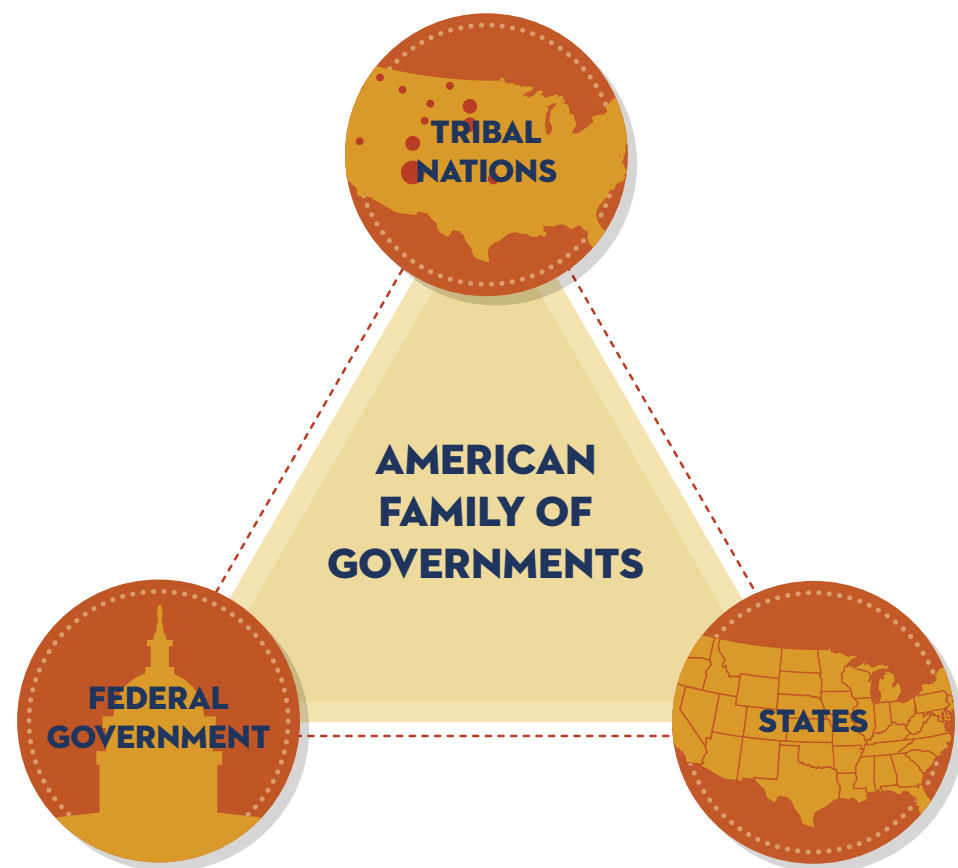 TRIBAL
NATIONS
AMERICAN
FAMILY OF
GOVERNMENTS
FEDERAL
GOVERNMENT
STATES